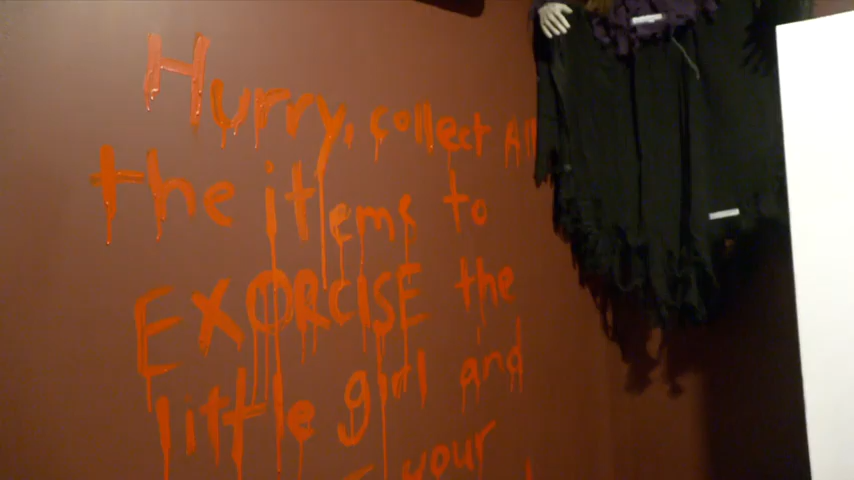 Hurry, collect All
the items to
EXORCISE the
little girl and
your